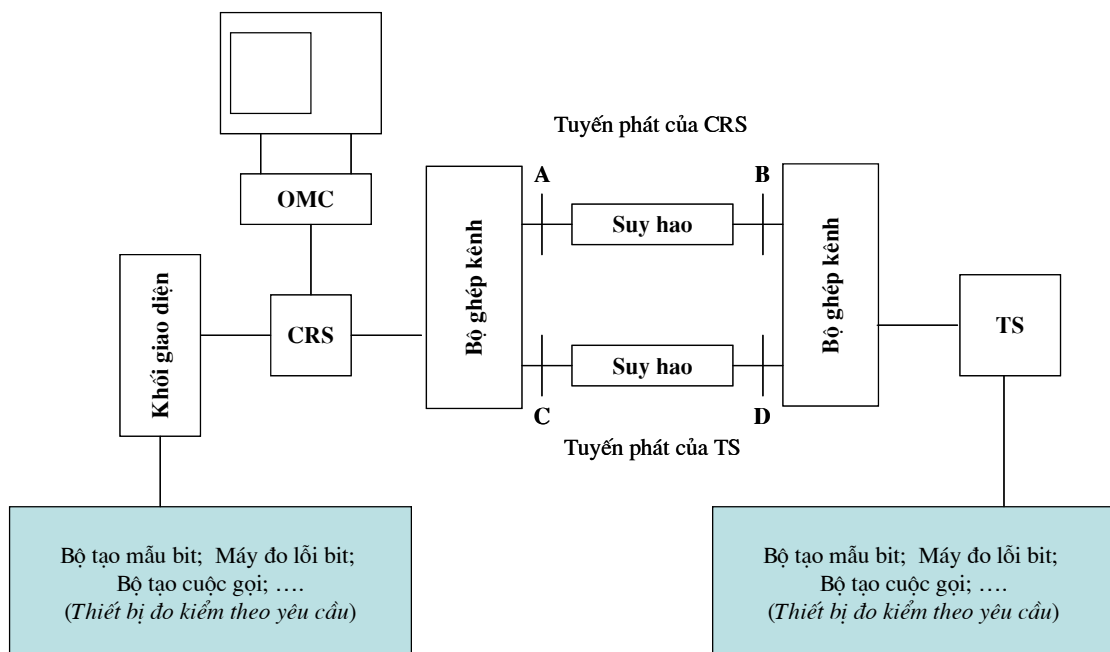 Tuyến phát của CRS
OMC
A
B
Suy hao
Bộ ghép kênh
Bộ ghép kênh
Khối giao diện
CRS
TS
Suy hao
C
D
Tuyến phát của TS
Bộ tạo mẫu bit; Máy đo lỗi bit;
Bộ tạo cuộc gọi; ….
(Thiết bị đo kiểm theo yêu cầu)
Bộ tạo mẫu bit; Máy đo lỗi bit;
Bộ tạo cuộc gọi; ….
(Thiết bị đo kiểm theo yêu cầu)